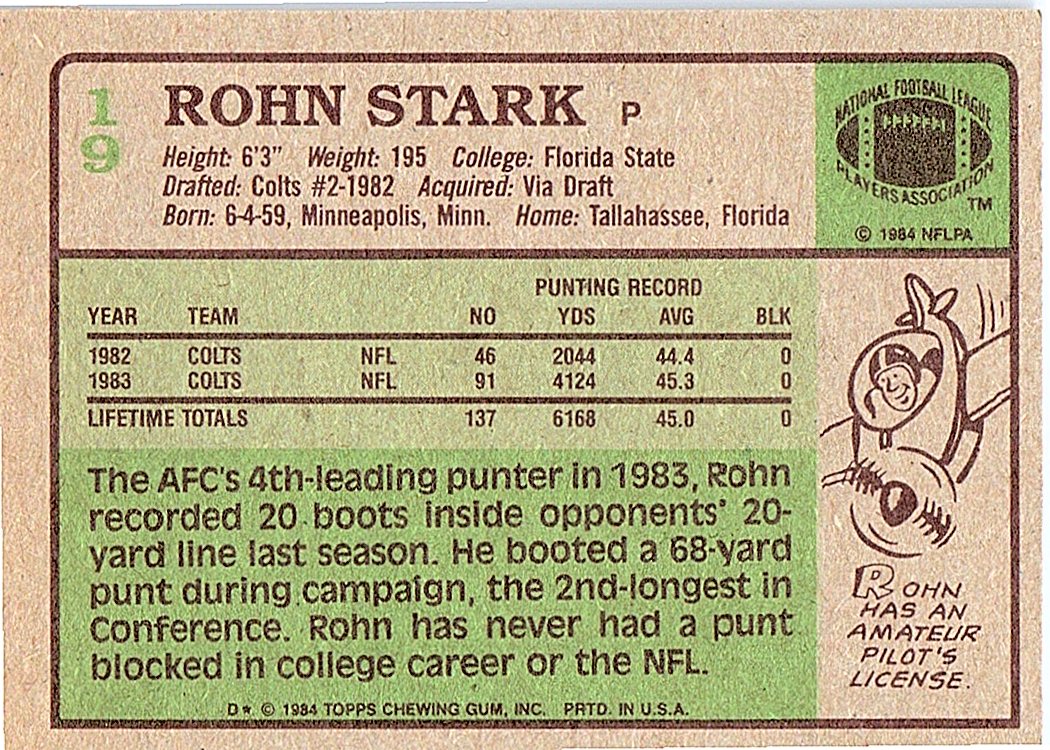 19
ROHN STARK P
Height: 6'3" Weight: 195 College: Florida State
Drafted: Colts #2-1982 Acquired: Via Draft
Born: 6-4-59, Minneapolis, Minn. Home: Tallahassee, Florida
NATIONAL FOOTBALL LEAGUE
PLAYERS ASSOCIATION
TM
© 1984 NFLPA
PUNTING RECORD
YEAR TEAM NO YDS AVG BLK
1982 COLTS NFL 46 2044 44.4 0
1983 COLTS NFL 91 4124 45.3 0
LIFETIME TOTALS 137 6168 45.0 0
The AFC's 4th-leading punter in 1983, Rohn
recorded 20 boots inside opponents' 20-
yard line last season. He booted a 68-yard
punt during campaign, the 2nd-longest in
Conference. Rohn has never had a punt
blocked in college career or the NFL.
ROHN
HAS AN
AMATEUR
PILOT'S
LICENSE.
D* © 1984 TOPPS CHEWING GUM, INC. PRTD. IN U.S.A.